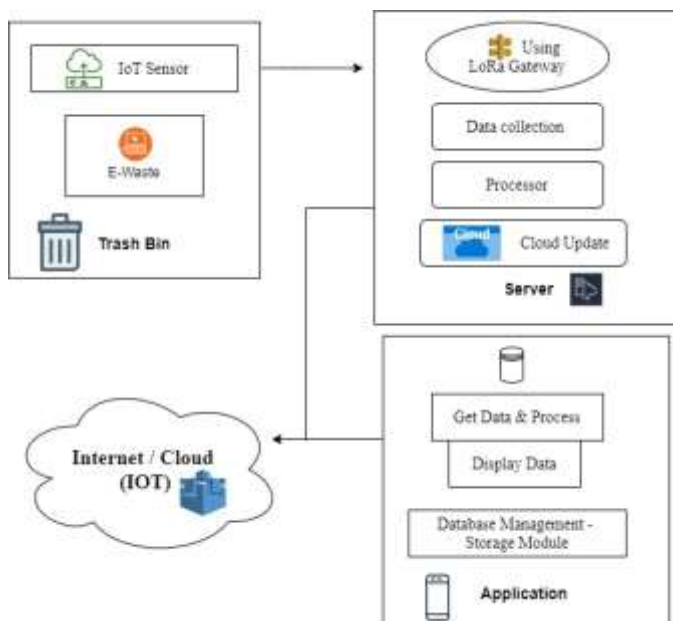 IoT Sensor
E-Waste
Trash Bin
Using
LoRa Gateway
Data collection
Processor
Cloud
Cloud Update
Server
Internet / Cloud
(IOT)
Get Data & Process
Display Data
Database Management -
Storage Module
Application